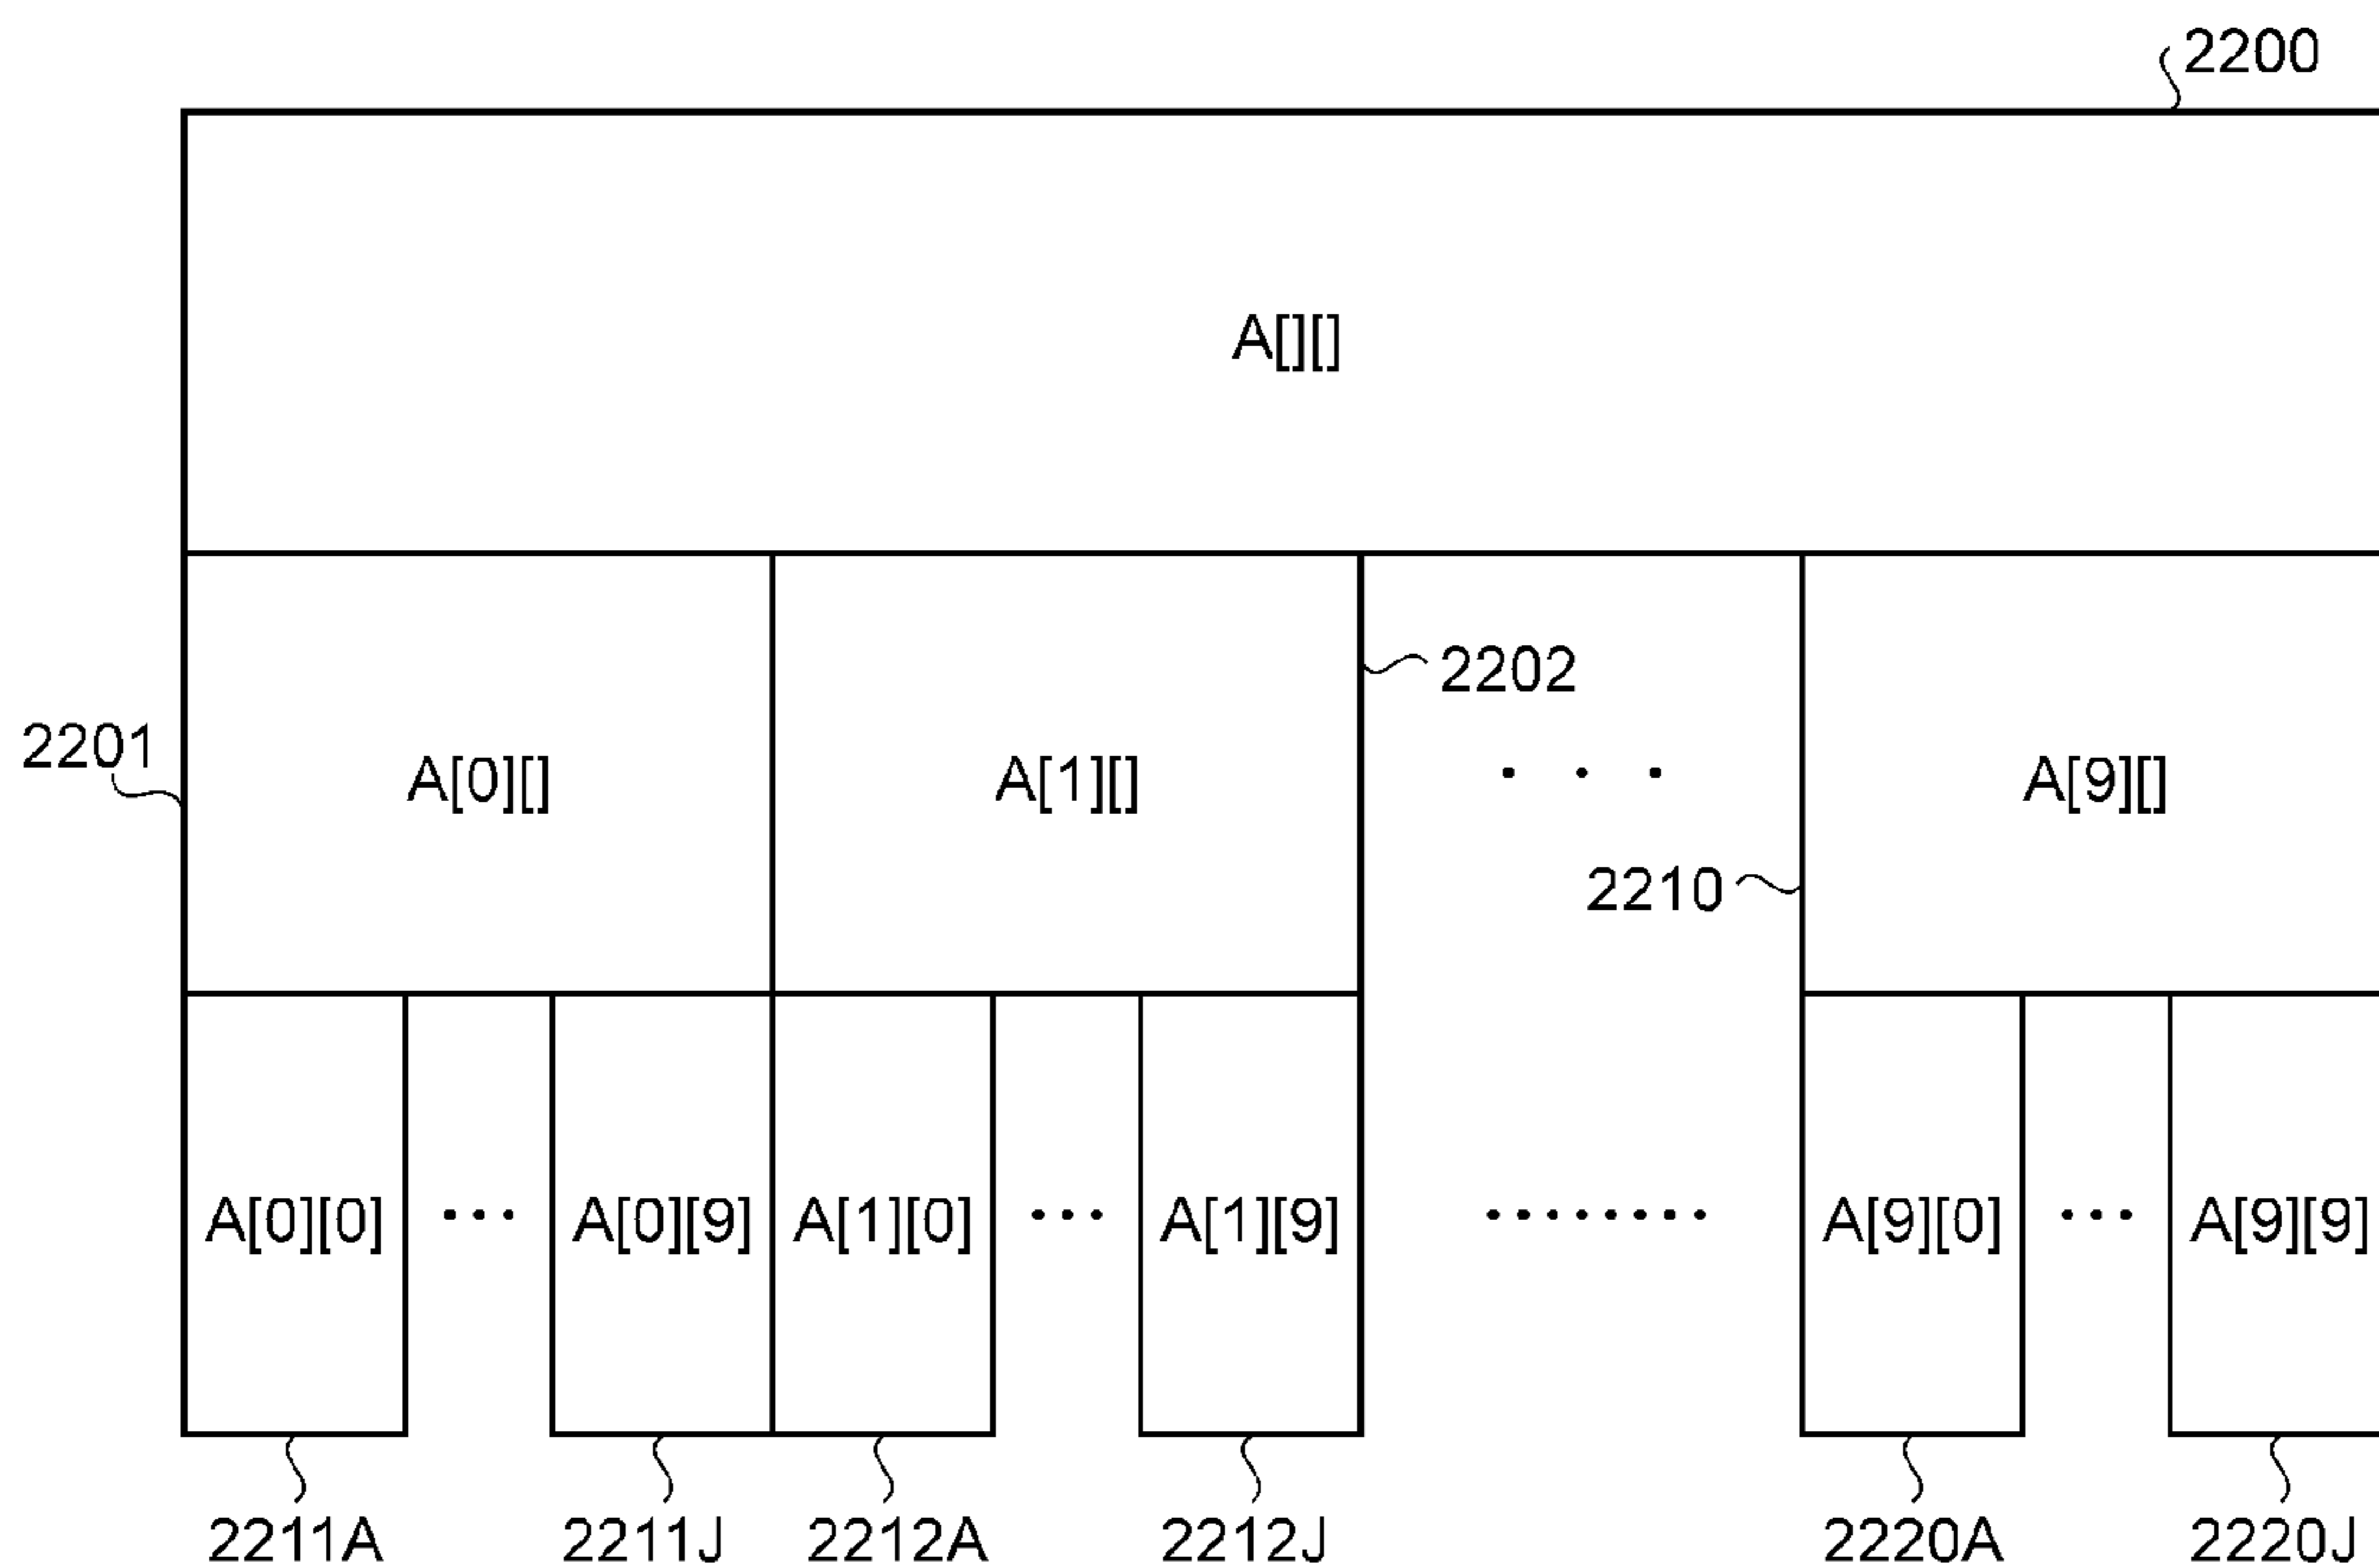 2200
A[][]
2202
2201
A[0][]
A[1][]
. . .
A[9][]
2210
A[0][0] ... A[0][9] A[1][0] ... A[1][9] ........ A[9][0] ... A[9][9]
2211A 2211J 2212A 2212J 2220A 2220J